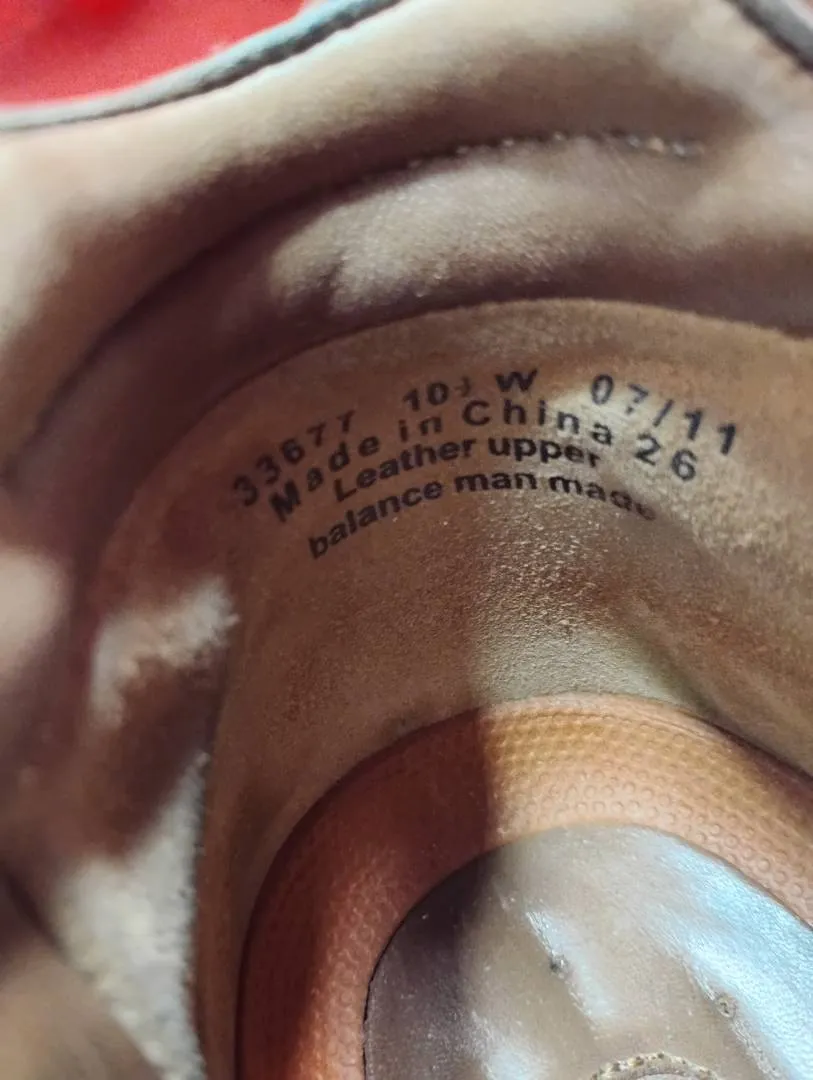 33677 10½ W 07/11
Made in China 26
Leather upper
balance man made